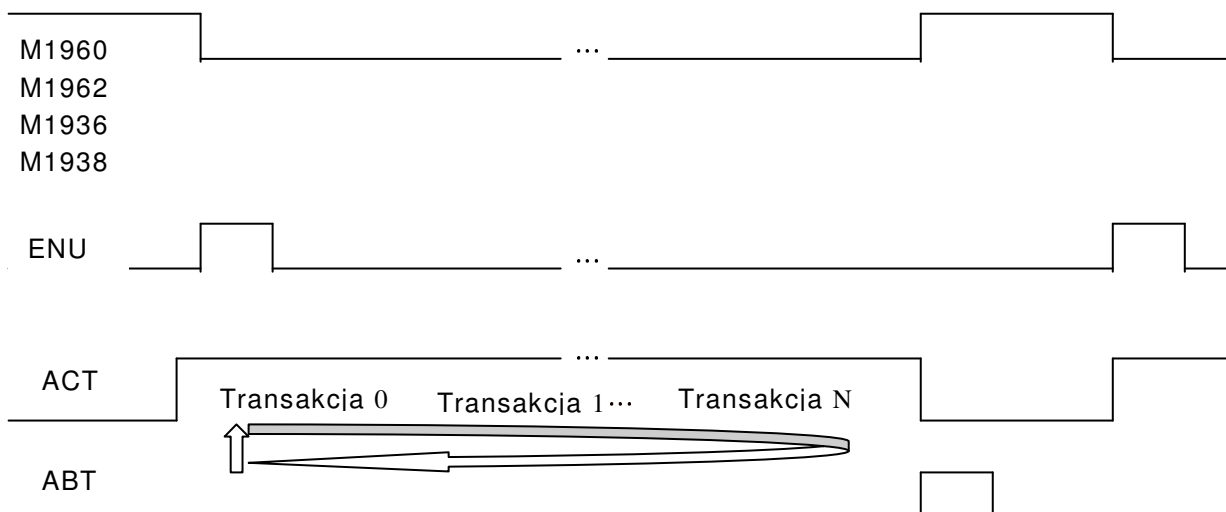 M1960
...
M1962
M1936
M1938
ENU
...
...
ACT
Transakcja 0 Transakcja 1... Transakcja N
ABT